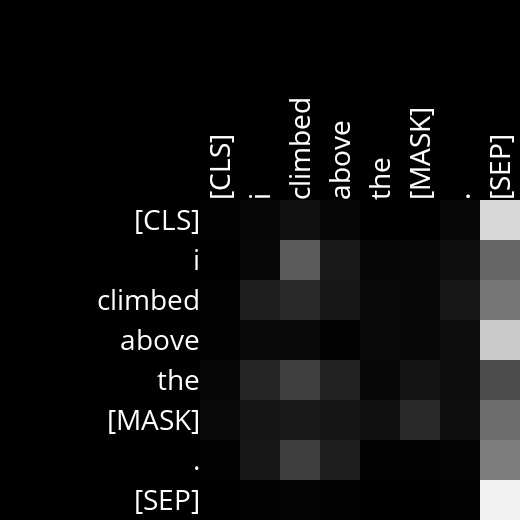 [CLS] i climbed above the [MASK] . [SEP]
[CLS]
i
climbed
above
the
[MASK]
.
[SEP]